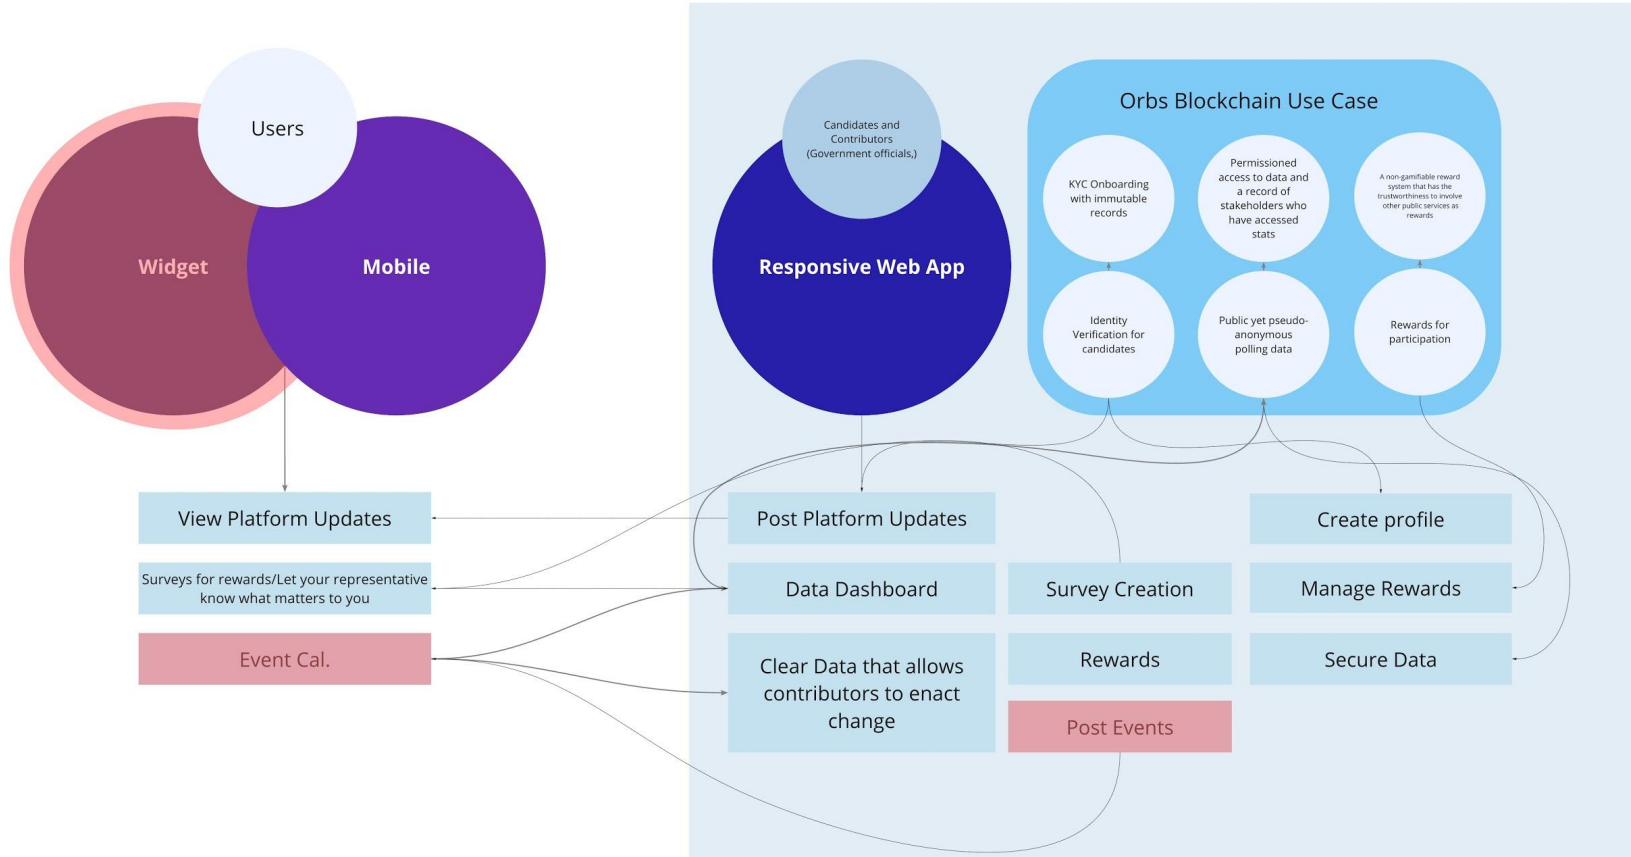 Users
Widget
Mobile
Candidates and
Contributors
(Government officials,)
Responsive Web App
Orbs Blockchain Use Case
KYC Onboarding
with immutable
records
Permissioned
access to data and
a record of
stakeholders who
have accessed
stats
A non-gamifiable reward
system that has the
trustworthiness to involve
other public services as
rewards
Identity
Verification for
candidates
Public yet pseudo-
anonymous
polling data
Rewards for
participation
View Platform Updates
Surveys for rewards/Let your representative
know what matters to you
Event Cal.
Post Platform Updates
Data Dashboard
Clear Data that allows
contributors to enact
change
Survey Creation
Rewards
Post Events
Create profile
Manage Rewards
Secure Data